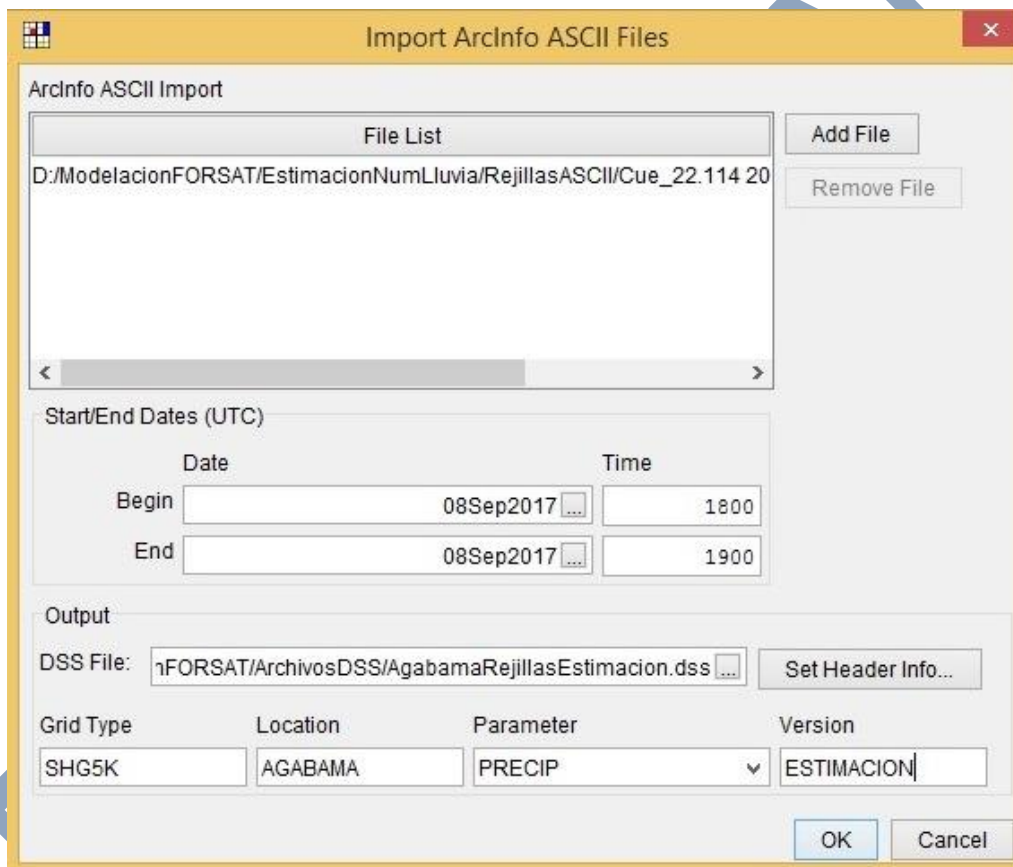 Import ArcInfo ASCII Files
ArcInfo ASCII Import
File List
Add File
D:/ModelacionFORSAT/EstimacionNumLluvia/RejillasASCII/Cue_22.114 20
Remove File
Start/End Dates (UTC)
Date Time
Begin 08Sep2017 ... 1800
End 08Sep2017 ... 1900
Output
DSS File: nFORSAT/ArchivosDSS/AgabamaRejillasEstimacion.dss ... Set Header Info...
Grid Type Location Parameter Version
SHG5K AGABAMA PRECIP ESTIMACION
OK Cancel